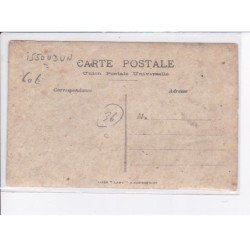 ISSOUDUN
CARTE POSTALE
60€
Union Postale Universelle
Correspondance
Adresse
36
M